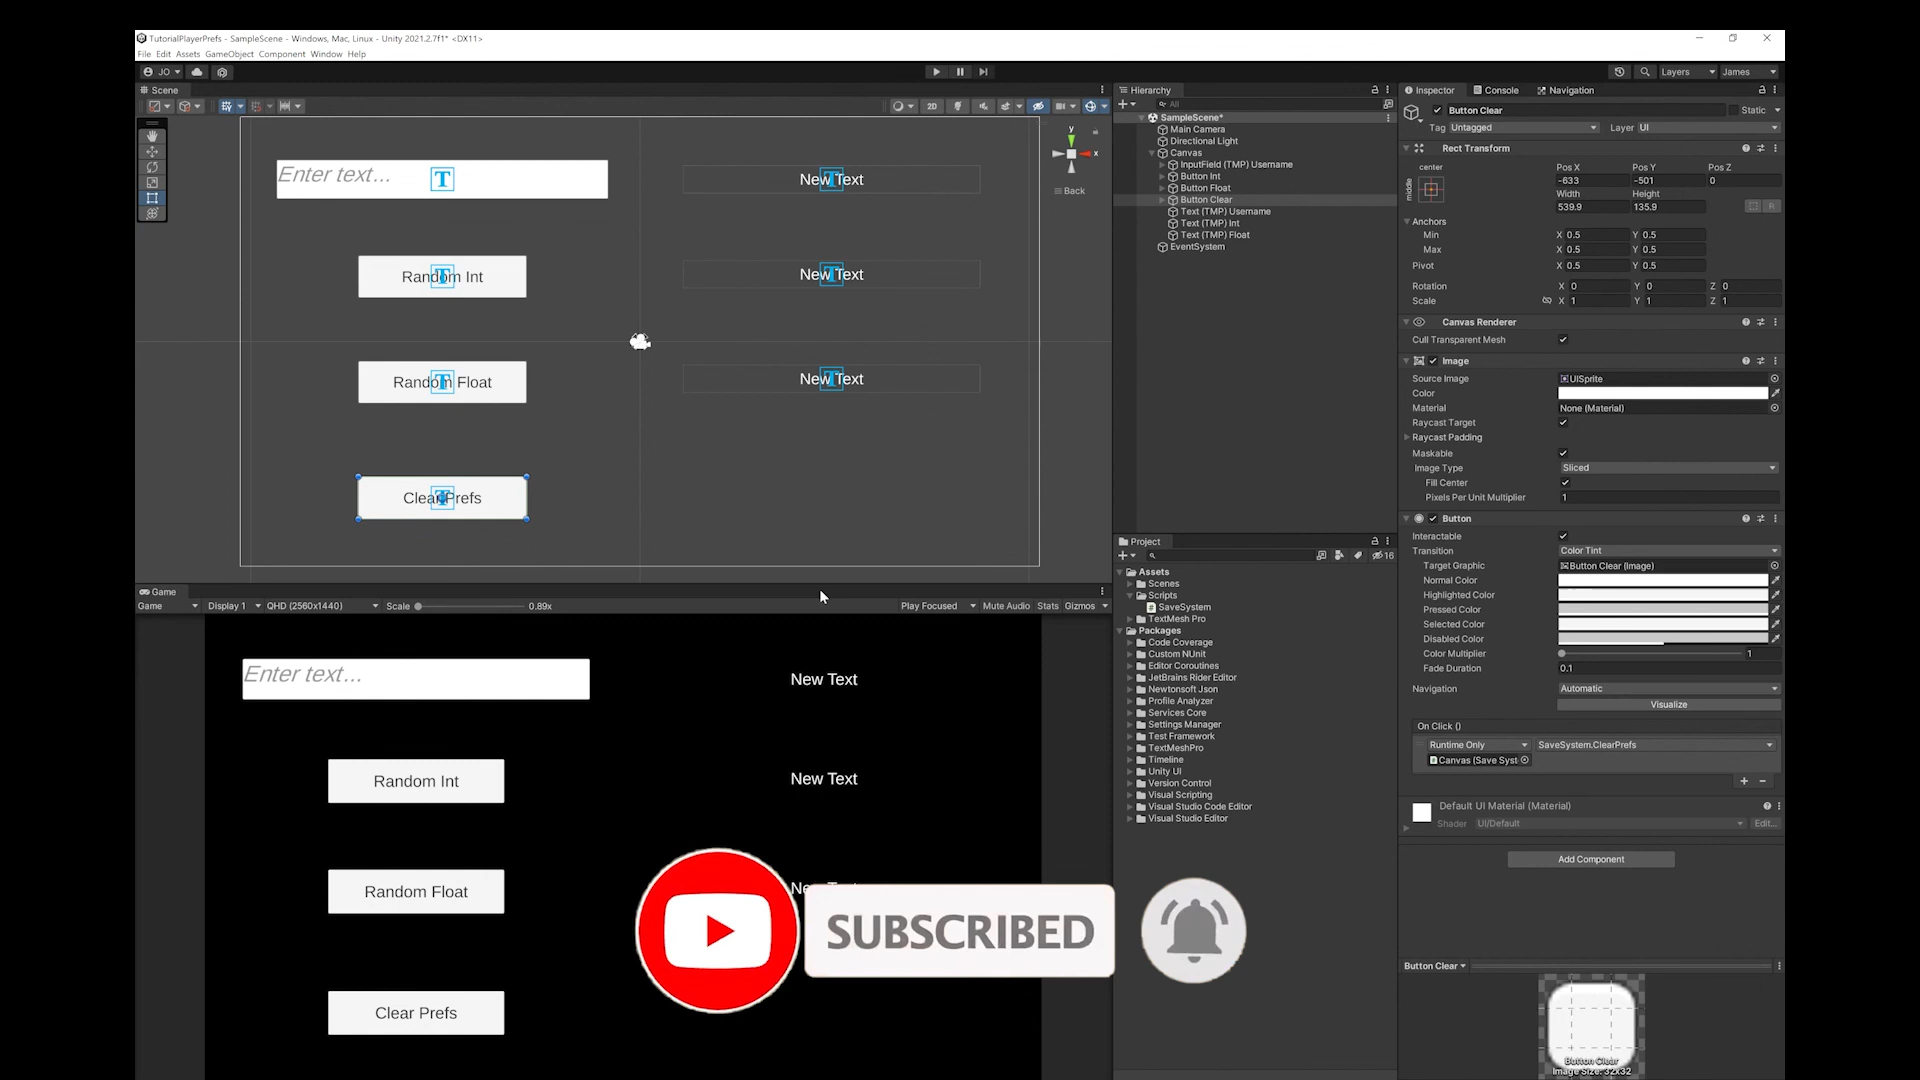 TutorialPlayerPrefs - SampleScene - Windows, Mac, Linux - Unity 2021.2.7f1* <DX11>
File Edit Assets GameObject Component Window Help
JO
Layers
James
Scene
2D
Enter text...
New Text
Random Int
New Text
Random Float
New Text
Clear Prefs
y
x
Back
Game
Game
Display 1
QHD (2560x1440)
Scale
0.89x
Play Focused
Mute Audio
Stats
Gizmos
Enter text...
New Text
Random Int
New Text
Random Float
Clear Prefs
SUBSCRIBED
Hierarchy
All
SampleScene*
Main Camera
Directional Light
Canvas
InputField (TMP) Username
Button Int
Button Float
Button Clear
Text (TMP) Username
Text (TMP) Int
Text (TMP) Float
EventSystem
Project
16
Assets
Scenes
Scripts
SaveSystem
TextMesh Pro
Packages
Code Coverage
Custom NUnit
Editor Coroutines
JetBrains Rider Editor
Newtonsoft Json
Profile Analyzer
Services Core
Settings Manager
Test Framework
TextMeshPro
Timeline
Unity UI
Version Control
Visual Scripting
Visual Studio Code Editor
Visual Studio Editor
Inspector
Console
Navigation
Button Clear
Static
Tag Untagged
Layer UI
Rect Transform
center
middle
Pos X Pos Y Pos Z
-633 -501 0
Width Height
539.9 135.9
R
Anchors
Min X 0.5 Y 0.5
Max X 0.5 Y 0.5
Pivot X 0.5 Y 0.5
Rotation X 0 Y 0 Z 0
Scale X 1 Y 1 Z 1
Canvas Renderer
Cull Transparent Mesh
Image
Source Image UISprite
Color
Material None (Material)
Raycast Target
Raycast Padding
Maskable
Image Type Sliced
Fill Center
Pixels Per Unit Multiplier 1
Button
Interactable
Transition Color Tint
Target Graphic Button Clear (Image)
Normal Color
Highlighted Color
Pressed Color
Selected Color
Disabled Color
Color Multiplier 1
Fade Duration 0.1
Navigation Automatic
Visualize
On Click ()
Runtime Only SaveSystem.ClearPrefs
Canvas (Save Syst
Default UI Material (Material)
Shader UI/Default Edit...
Add Component
Button Clear
Button Clear
Image Size: 32x32